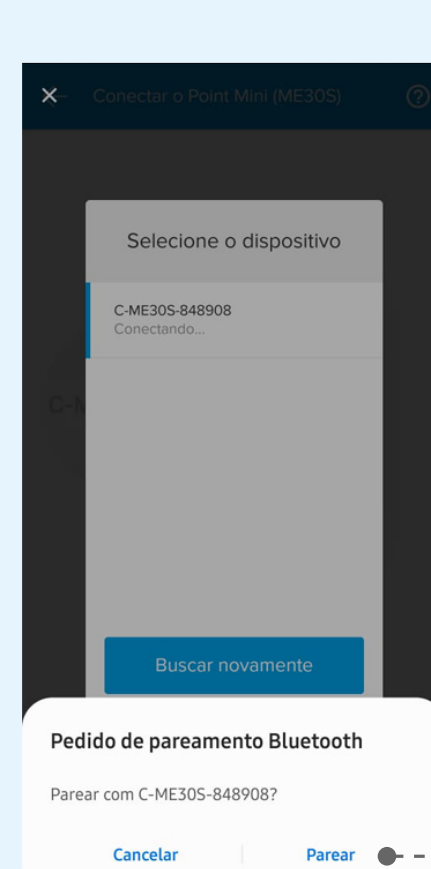 Conectar o Point Mini (ME30S)
Selecione o dispositivo
C-ME30S-848908
Conectando...
C-M
Buscar novamente
Pedido de pareamento Bluetooth
Parear com C-ME30S-848908?
Cancelar
Parear